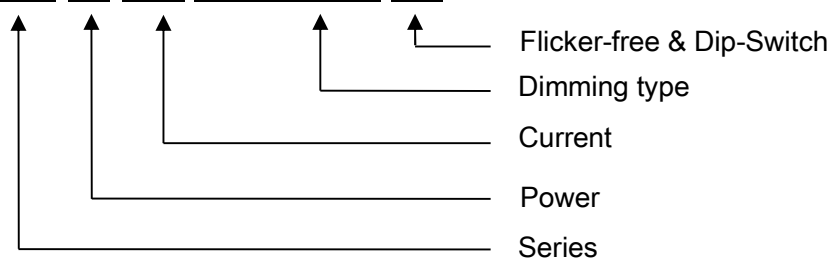 Flicker-free & Dip-Switch
Dimming type
Current
Power
Series